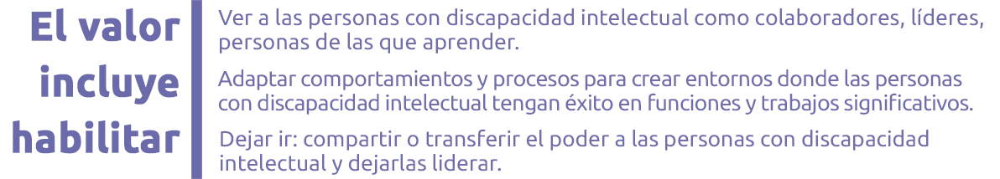 El valor
incluye
habilitar
Ver a las personas con discapacidad intelectual como colaboradores, líderes,
personas de las que aprender.
Adaptar comportamientos y procesos para crear entornos donde las personas
con discapacidad intelectual tengan éxito en funciones y trabajos significativos.
Dejar ir: compartir o transferir el poder a las personas con discapacidad
intelectual y dejarlas liderar.